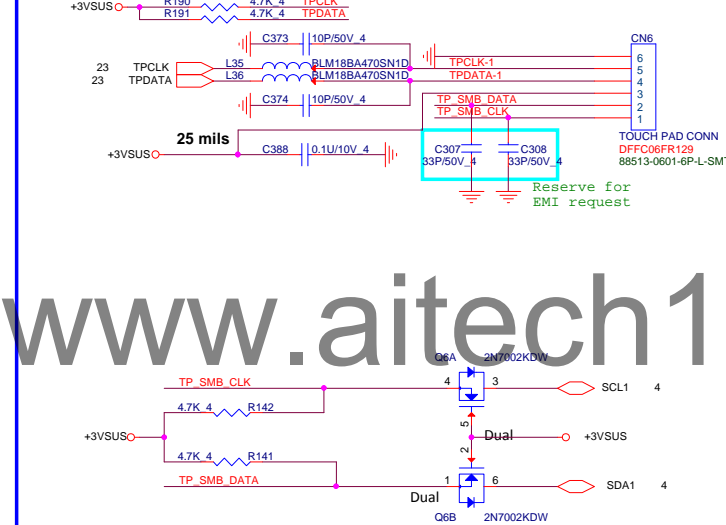 R190 4.7K_4 TPCLK
+3VSUS
R191 4.7K_4 TPDATA
C373 10P/50V_4
CN6
23 TPCLK L35 BLM18BA470SN1D TPCLK-1
23 TPDATA L36 BLM18BA470SN1D TPDATA-1
6
5
4
3
2
1
C374 10P/50V_4
TP_SMB_DATA
TP_SMB_CLK
TOUCH PAD CONN
DFFC06FR129
88513-0601-6P-L-SMT
25 mils
+3VSUS C388 0.1U/10V_4
C307 C308
33P/50V_4 33P/50V_4
Reserve for
EMI request
www.aitech1
Q6A 2N7002KDW
TP_SMB_CLK 4 3 SCL1 4
4.7K_4 R142
5
Dual
+3VSUS +3VSUS
2
4.7K_4 R141
TP_SMB_DATA 1 6 SDA1 4
Dual
Q6B 2N7002KDW